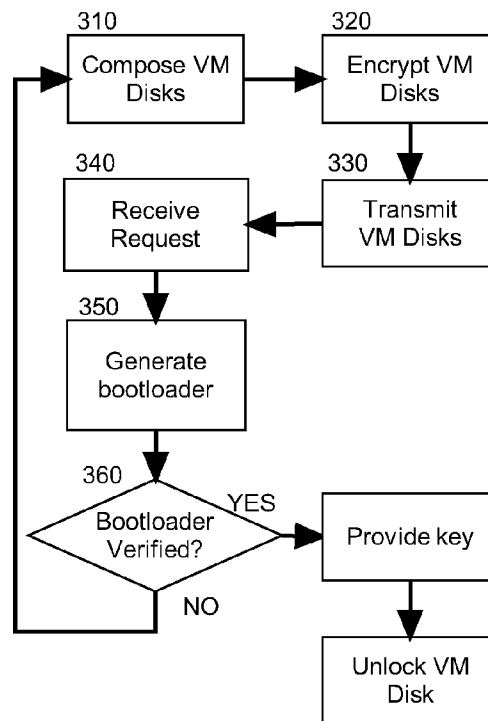 310
Compose VM
Disks
320
Encrypt VM
Disks
330
Transmit
VM Disks
340
Receive
Request
350
Generate
bootloader
360
Bootloader
Verified?
YES
NO
Provide key
Unlock VM
Disk